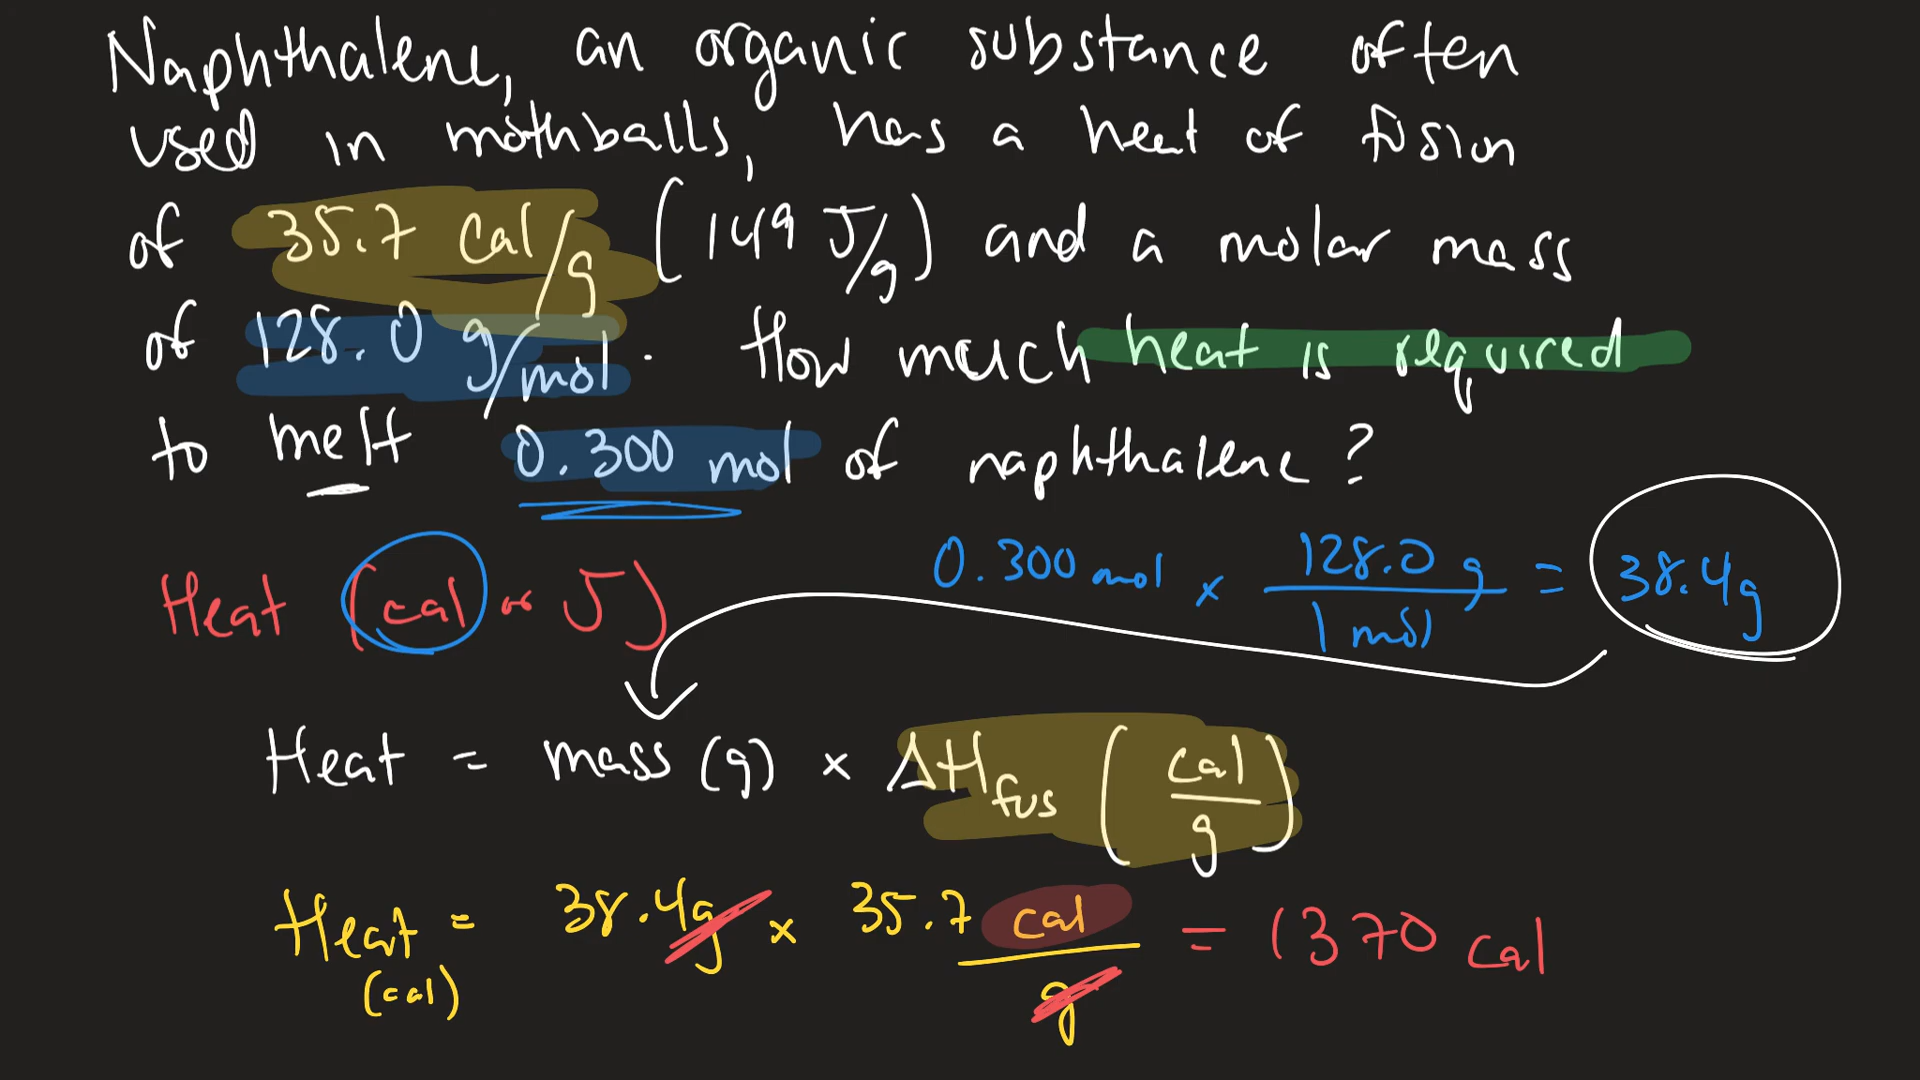 Naphthalene, an organic substance often
used in mothballs, has a heat of fusion
of 35.7 cal/g (149 J/g) and a molar mass
of 128.0 g/mol. How much heat is required
to melt 0.300 mol of naphthalene?
Heat (cal or J)
0.300 mol × 128.0 g / 1 mol = 38.4g
Heat = mass (g) × ΔHfus (cal/g)
Heat = 38.4g × 35.7 cal/g = 1370 cal
(cal)